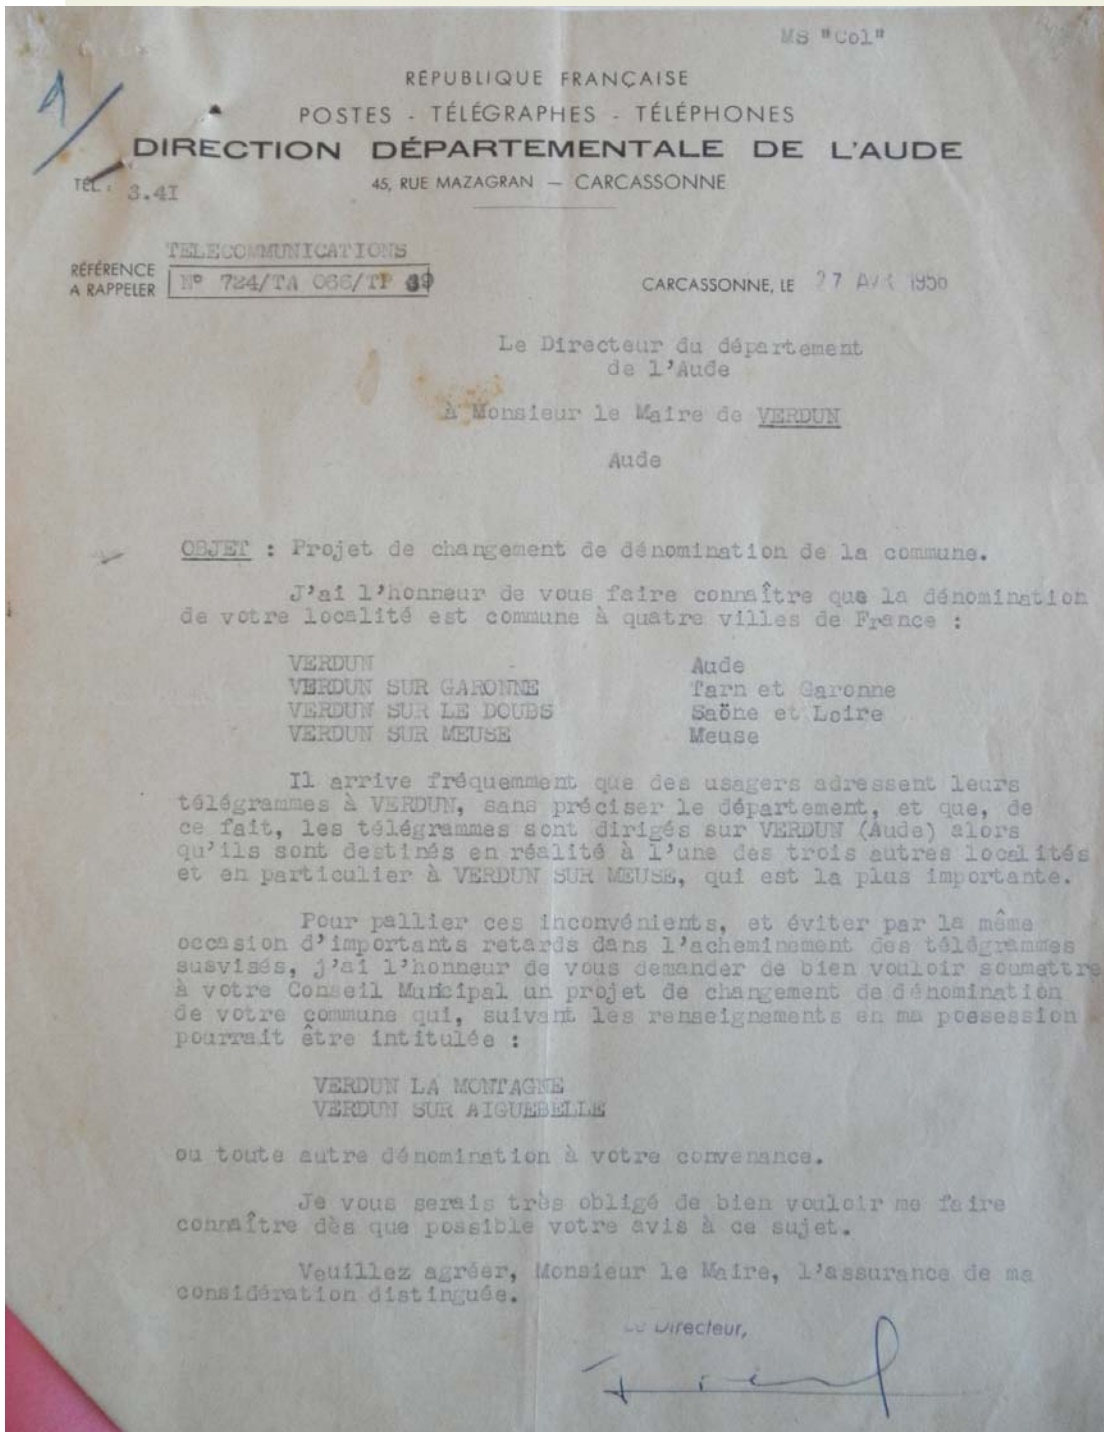 MS "Col"
1/
RÉPUBLIQUE FRANÇAISE
POSTES - TÉLÉGRAPHES - TÉLÉPHONES
DIRECTION DÉPARTEMENTALE DE L'AUDE
45, RUE MAZAGRAN — CARCASSONNE
TÉL. : 3.41
TELECOMMUNICATIONS
RÉFÉRENCE A RAPPELER N° 724/TA 066/TP
CARCASSONNE, LE 27 AVR 1956
Le Directeur du département
de l'Aude
À Monsieur le Maire de VERDUN
Aude
OBJET : Projet de changement de dénomination de la commune.
J'ai l'honneur de vous faire connaître que la dénomination
de votre localité est commune à quatre villes de France :
VERDUN - Aude
VERDUN SUR GARONNE Tarn et Garonne
VERDUN SUR LE DOUBS Saöne et Loire
VERDUN SUR MEUSE Meuse
Il arrive fréquemment que des usagers adressent leurs
télégrammes à VERDUN, sans préciser le département, et que, de
ce fait, les télégrammes sont dirigés sur VERDUN (Aude) alors
qu'ils sont destinés en réalité à l'une des trois autres localités
et en particulier à VERDUN SUR MEUSE, qui est la plus importante.
Pour pallier ces inconvénients, et éviter par la même
occasion d'importants retards dans l'acheminement des télégrammes
susvisés, j'ai l'honneur de vous demander de bien vouloir soumettre
à votre Conseil Municipal un projet de changement de dénomination
de votre commune qui, suivant les renseignements en ma possession
pourrait être intitulée :
VERDUN LA MONTAGNE
VERDUN SUR AIGUEBELLE
ou toute autre dénomination à votre convenance.
Je vous serais très obligé de bien vouloir me faire
connaître dès que possible votre avis à ce sujet.
Veuillez agréer, Monsieur le Maire, l'assurance de ma
considération distinguée.
Le Directeur,